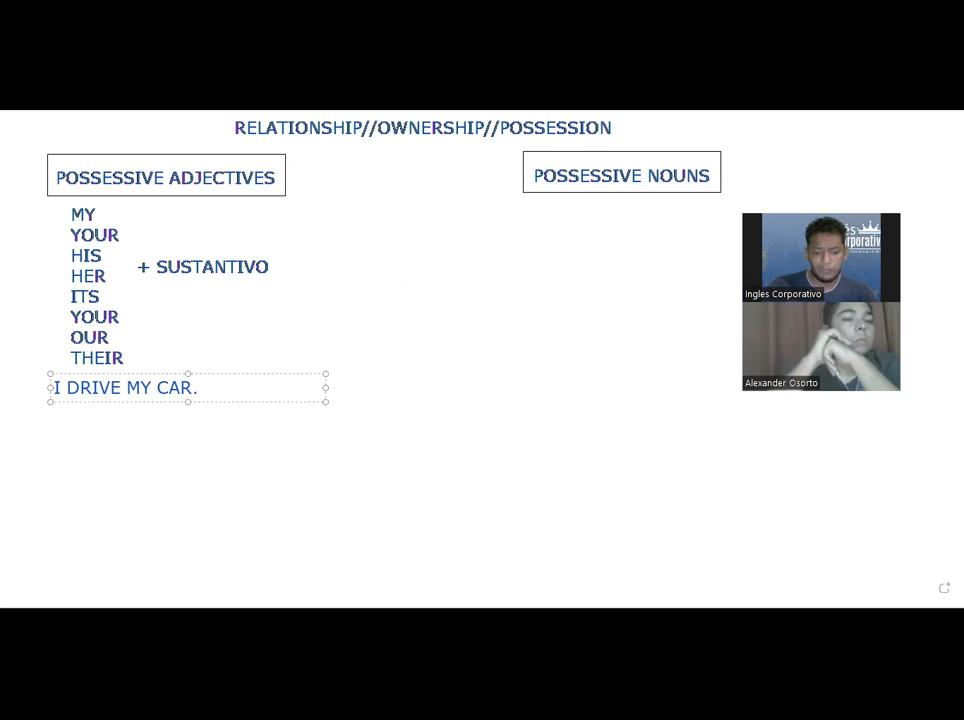 RELATIONSHIP//OWNERSHIP//POSSESSION
POSSESSIVE ADJECTIVES
POSSESSIVE NOUNS
MY
YOUR
HIS
HER
+ SUSTANTIVO
ITS
YOUR
OUR
THEIR
I DRIVE MY CAR.
Ingles Corporativo
Alexander Osorto